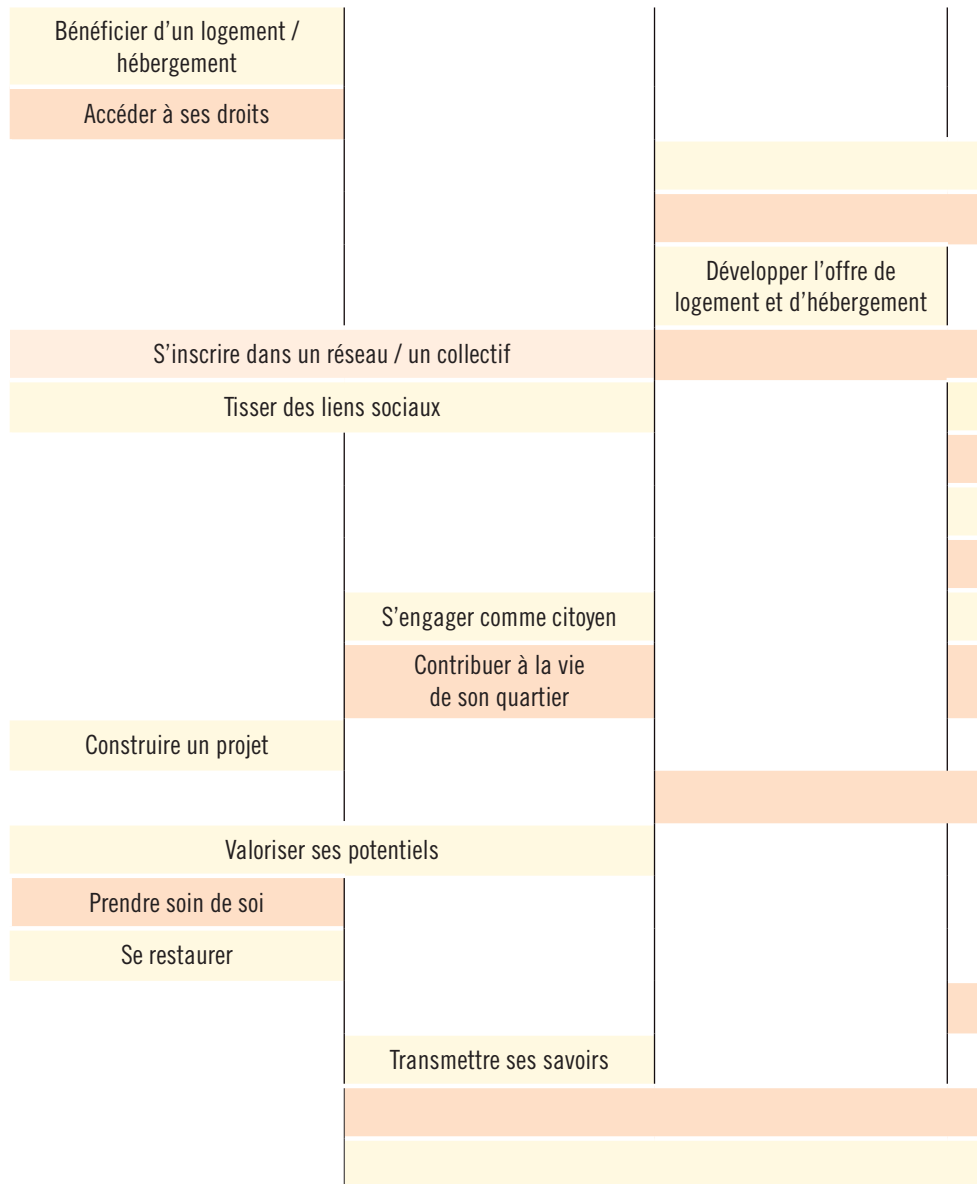 Bénéficier d'un logement /
hébergement
Accéder à ses droits
Développer l'offre de
logement et d'hébergement
S'inscrire dans un réseau / un collectif
Tisser des liens sociaux
S'engager comme citoyen
Contribuer à la vie
de son quartier
Construire un projet
Valoriser ses potentiels
Prendre soin de soi
Se restaurer
Transmettre ses savoirs